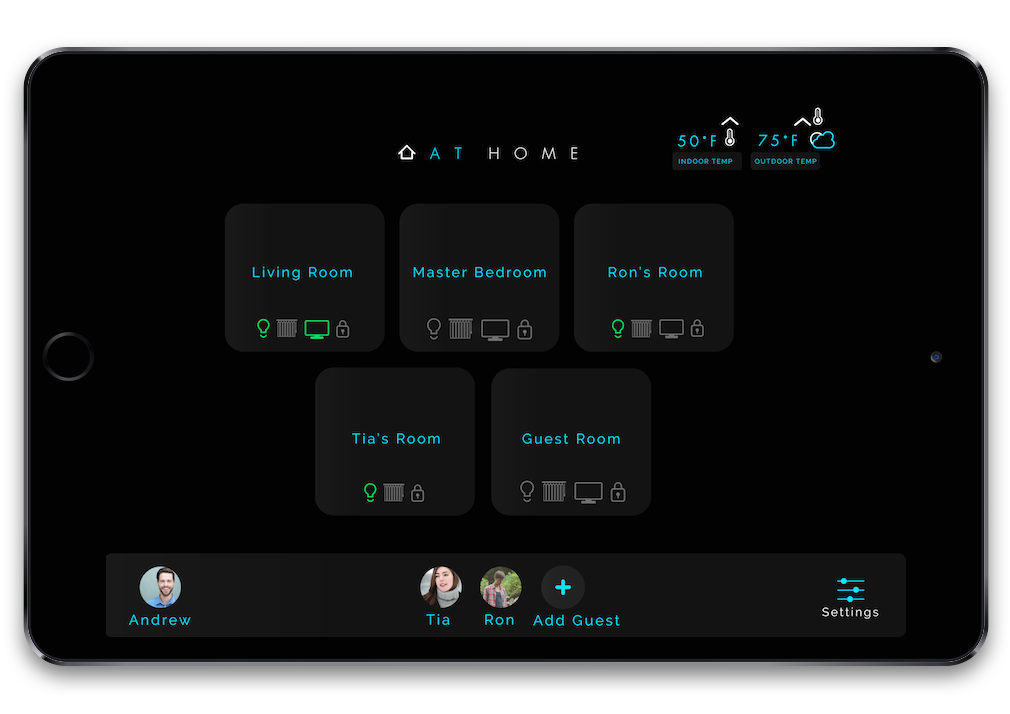 AT HOME
50°F
75°F
INDOOR TEMP
OUTDOOR TEMP
Living Room
Master Bedroom
Ron's Room
Tia's Room
Guest Room
Andrew
Tia
Ron
Add Guest
Settings